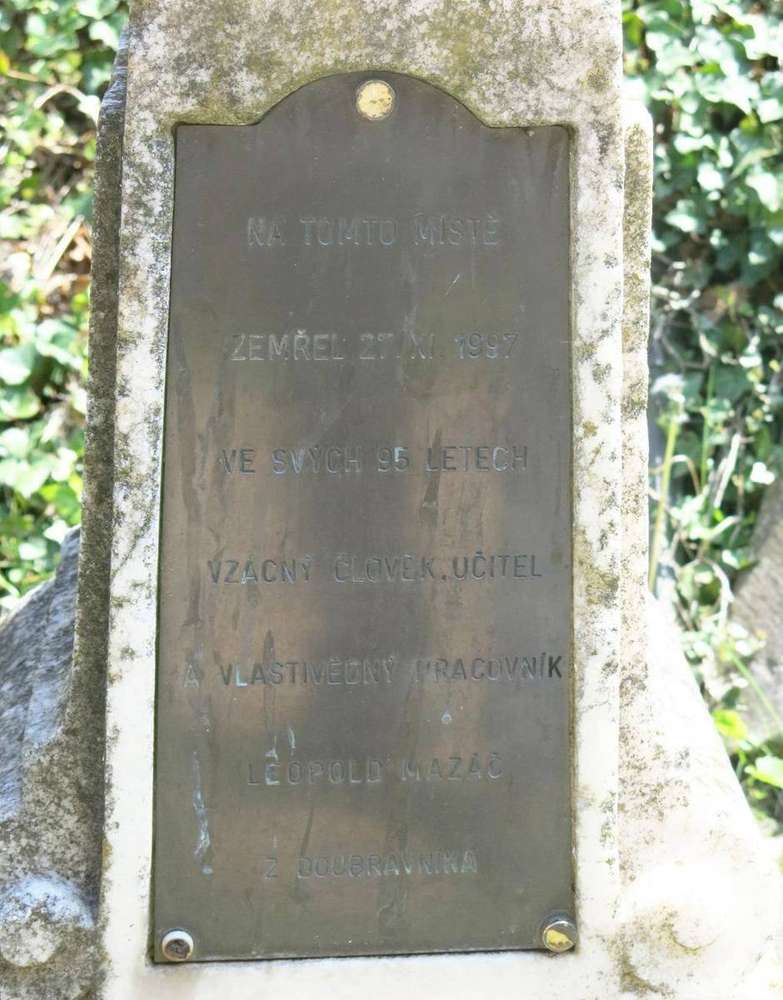 NA TOMTO MÍSTĚ
ZEMŘEL 27. XI. 1997
VE SVÝCH 95 LETECH
VZÁCNÝ ČLOVĚK, UČITEL
A VLASTIVĚDNÝ PRACOVNÍK
LEOPOLD MAZÁČ
Z DOUBRAVNÍKA